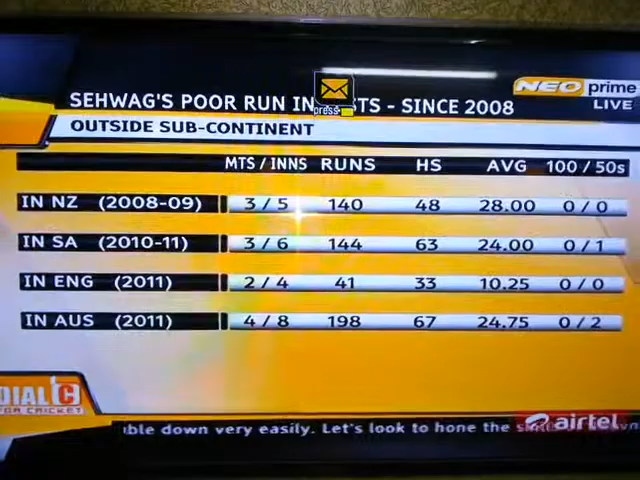 SEHWAG'S POOR RUN IN STS - SINCE 2008
press
NEO prime
LIVE
OUTSIDE SUB-CONTINENT
MTS / INNS RUNS HS AVG 100 / 50s
IN NZ (2008-09) 3 / 5 140 48 28.00 0 / 0
IN SA (2010-11) 3 / 6 144 63 24.00 0 / 1
IN ENG (2011) 2 / 4 41 33 10.25 0 / 0
IN AUS (2011) 4 / 8 198 67 24.75 0 / 2
DIAL C
FOR CRICKET
ble down very easily. Let's look to hone the
airtel